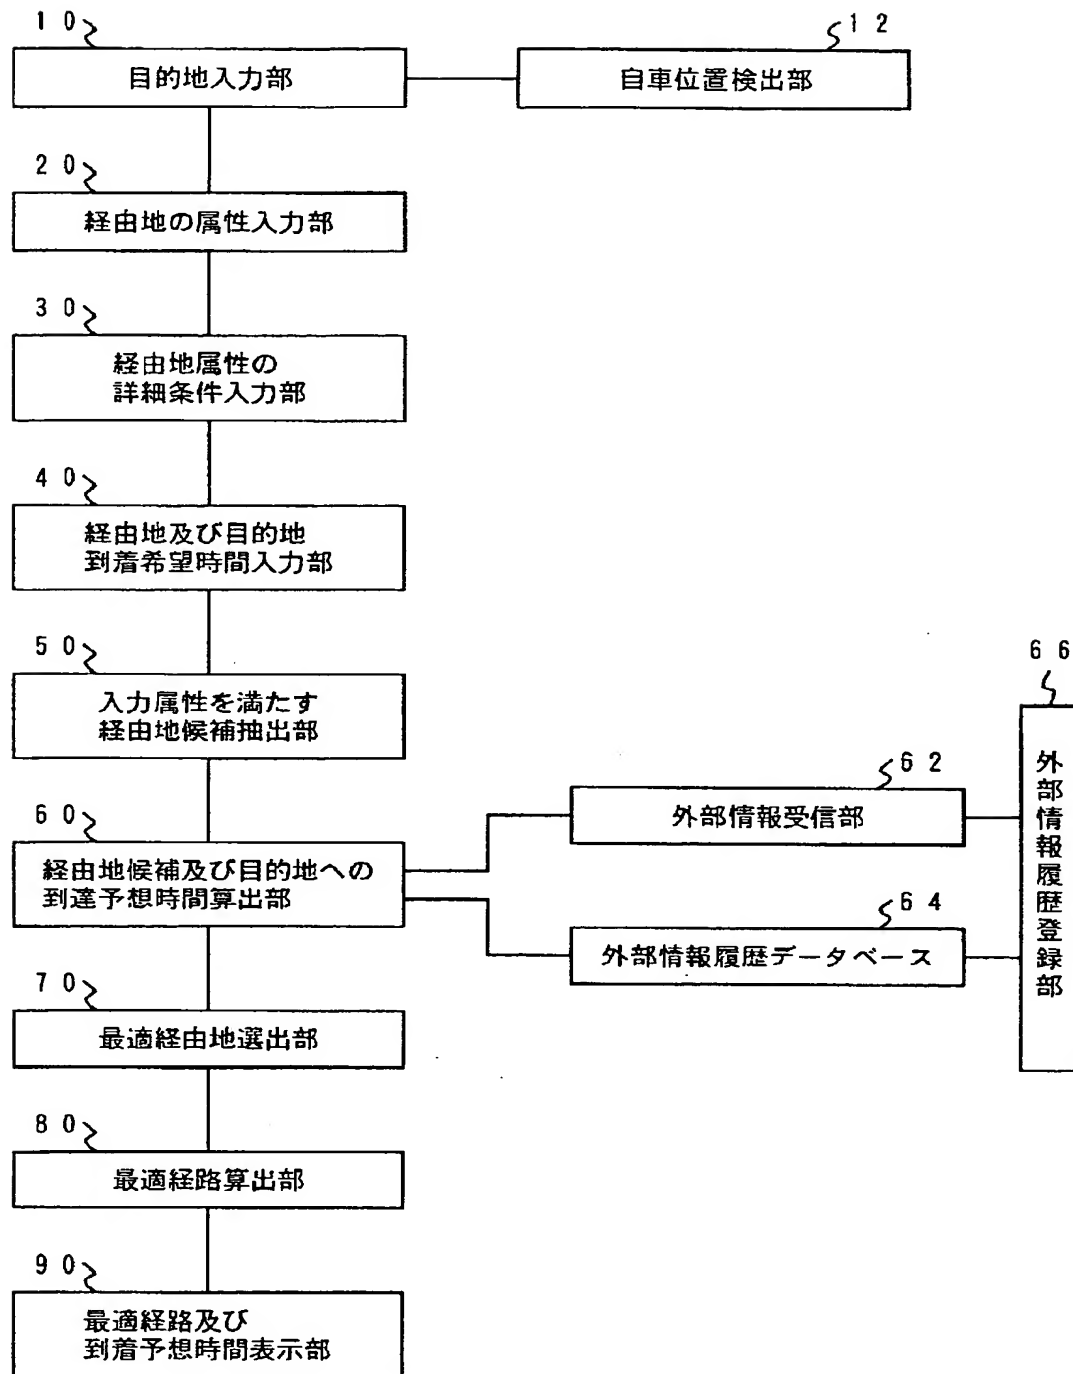 10
目的地入力部
12
自車位置検出部
20
経由地の属性入力部
30
経由地属性の
詳細条件入力部
40
経由地及び目的地
到着希望時間入力部
50
入力属性を満たす
経由地候補抽出部
60
経由地候補及び目的地への
到達予想時間算出部
62
外部情報受信部
64
外部情報履歴データベース
66
外部情報履歴登録部
70
最適経由地選出部
80
最適経路算出部
90
最適経路及び
到着予想時間表示部